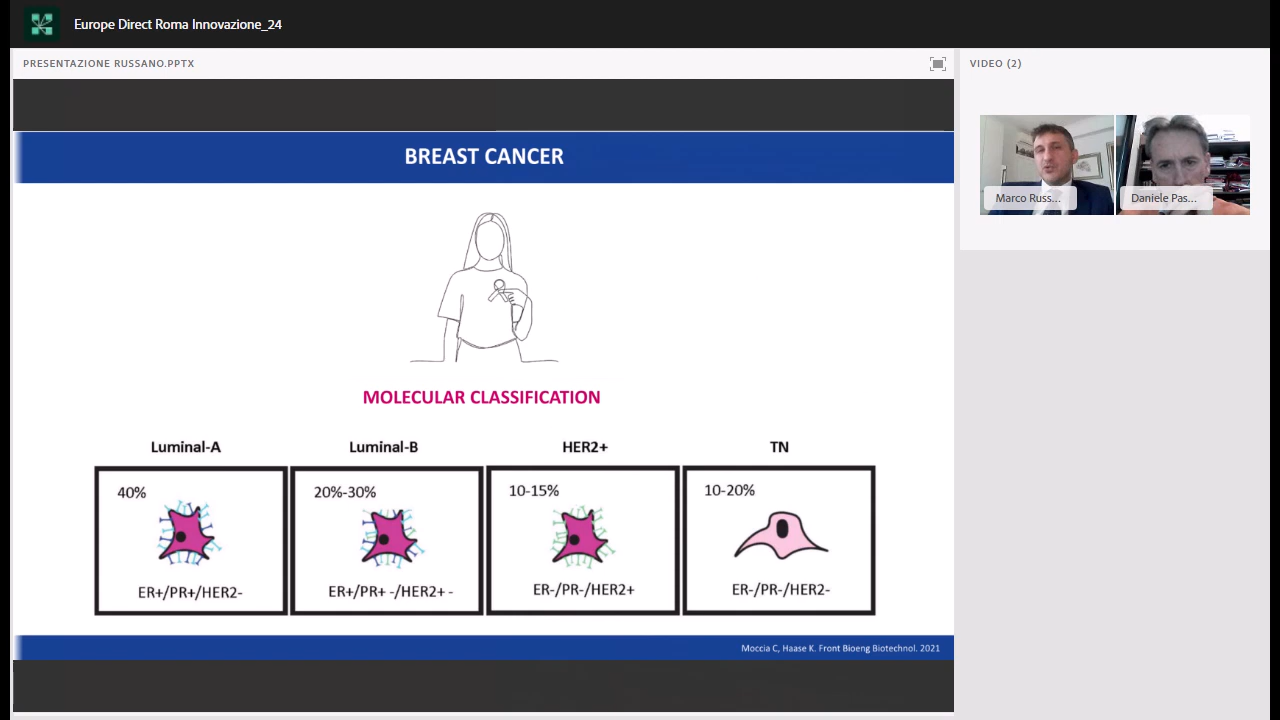 Europe Direct Roma Innovazione_24
PRESENTAZIONE RUSSANO.PPTX
VIDEO (2)
BREAST CANCER
Marco Russ...
Daniele Pas...
MOLECULAR CLASSIFICATION
Luminal-A
Luminal-B
HER2+
TN
40%
20%-30%
10-15%
10-20%
ER+/PR+/HER2-
ER+/PR+ -/HER2+ -
ER-/PR-/HER2+
ER-/PR-/HER2-
Moccia C, Haase K. Front Bioeng Biotechnol. 2021